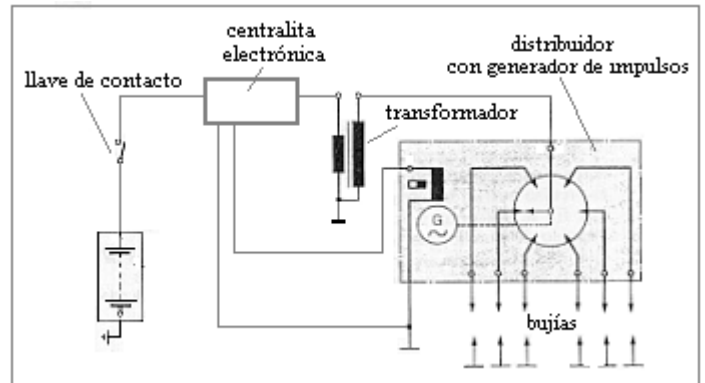 centralita
electrónica
distribuidor
con generador de impulsos
llave de contacto
transformador
G
bujías